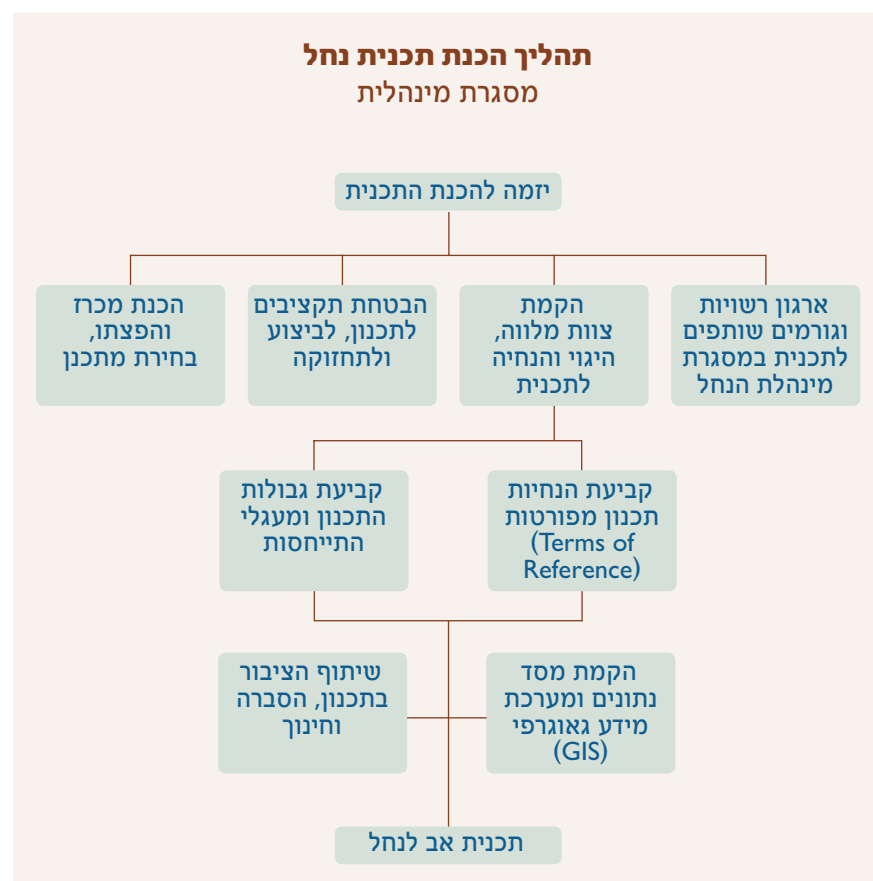 תהליך הכנת תכנית נחל
מסגרת מינהלית
יזמה להכנת התכנית
ארגון רשויות
וגורמים שותפים
לתכנית במסגרת
מינהלת הנחל
הקמת
צוות מלווה,
היגוי והנחיה
לתכנית
הבטחת תקציבים
לתכנון, לביצוע
ולתחזוקה
הכנת מכרז
והפצתו,
בחירת מתכנן
קביעת הנחיות
תכנון מפורטות
(Terms of
Reference)
קביעת גבולות
התכנון ומעגלי
התייחסות
הקמת מסד
נתונים ומערכת
מידע גאוגרפי
(GIS)
שיתוף הציבור
בתכנון, הסברה
וחינוך
תכנית אב לנחל